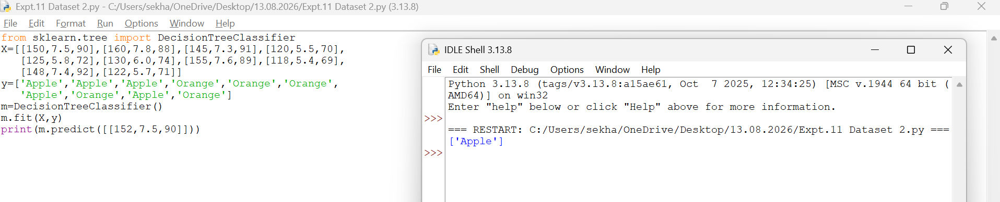 Expt.11 Dataset 2.py - C:/Users/sekha/OneDrive/Desktop/13.08.2026/Expt.11 Dataset 2.py (3.13.8)
File Edit Format Run Options Window Help
from sklearn.tree import DecisionTreeClassifier
X=[[150,7.5,90],[160,7.8,88],[145,7.3,91],[120,5.5,70],
[125,5.8,72],[130,6.0,74],[155,7.6,89],[118,5.4,69],
[148,7.4,92],[122,5.7,71]]
y=['Apple','Apple','Apple','Orange','Orange','Orange',
'Apple','Orange','Apple','Orange']
m=DecisionTreeClassifier()
m.fit(X,y)
print(m.predict([[152,7.5,90]]))
IDLE Shell 3.13.8
File Edit Shell Debug Options Window Help
Python 3.13.8 (tags/v3.13.8:a15ae61, Oct  7 2025, 12:34:25) [MSC v.1944 64 bit (
AMD64)] on win32
Enter "help" below or click "Help" above for more information.
>>>
=== RESTART: C:/Users/sekha/OneDrive/Desktop/13.08.2026/Expt.11 Dataset 2.py ===
['Apple']
>>>